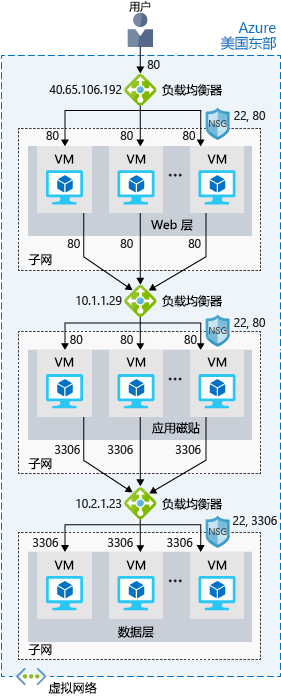 用户
Azure
美国东部
80
40.65.106.192
负载均衡器
NSG
22, 80
80
80
80
VM
VM
VM
Web 层
子网
80
80
80
10.1.1.29
负载均衡器
NSG
22, 80
80
80
80
VM
VM
VM
应用磁贴
子网
3306
3306
3306
10.2.1.23
负载均衡器
NSG
22, 3306
3306
3306
3306
VM
VM
VM
数据层
子网
虚拟网络